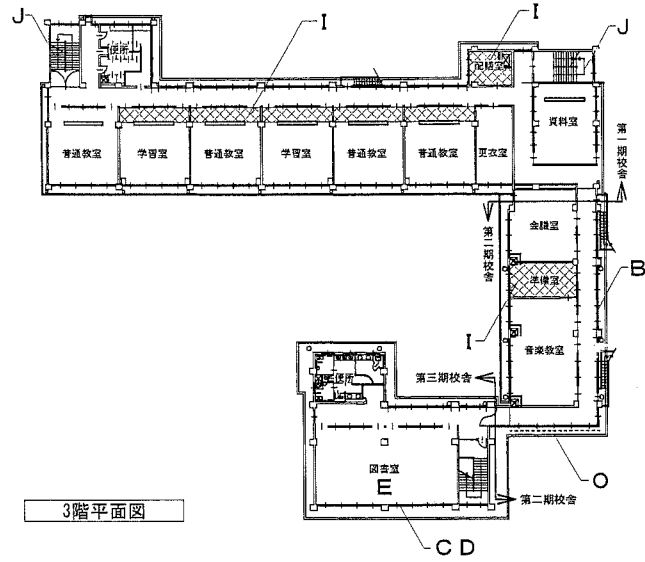 J
I
I
J
便所
配膳室
資料室
普通教室
学習室
普通教室
学習室
普通教室
普通教室
更衣室
第一期校舎
第二期校舎
会議室
準備室
B
I
音楽教室
便所
第三期校舎
図書室
E
O
第二期校舎
C D
3階平面図